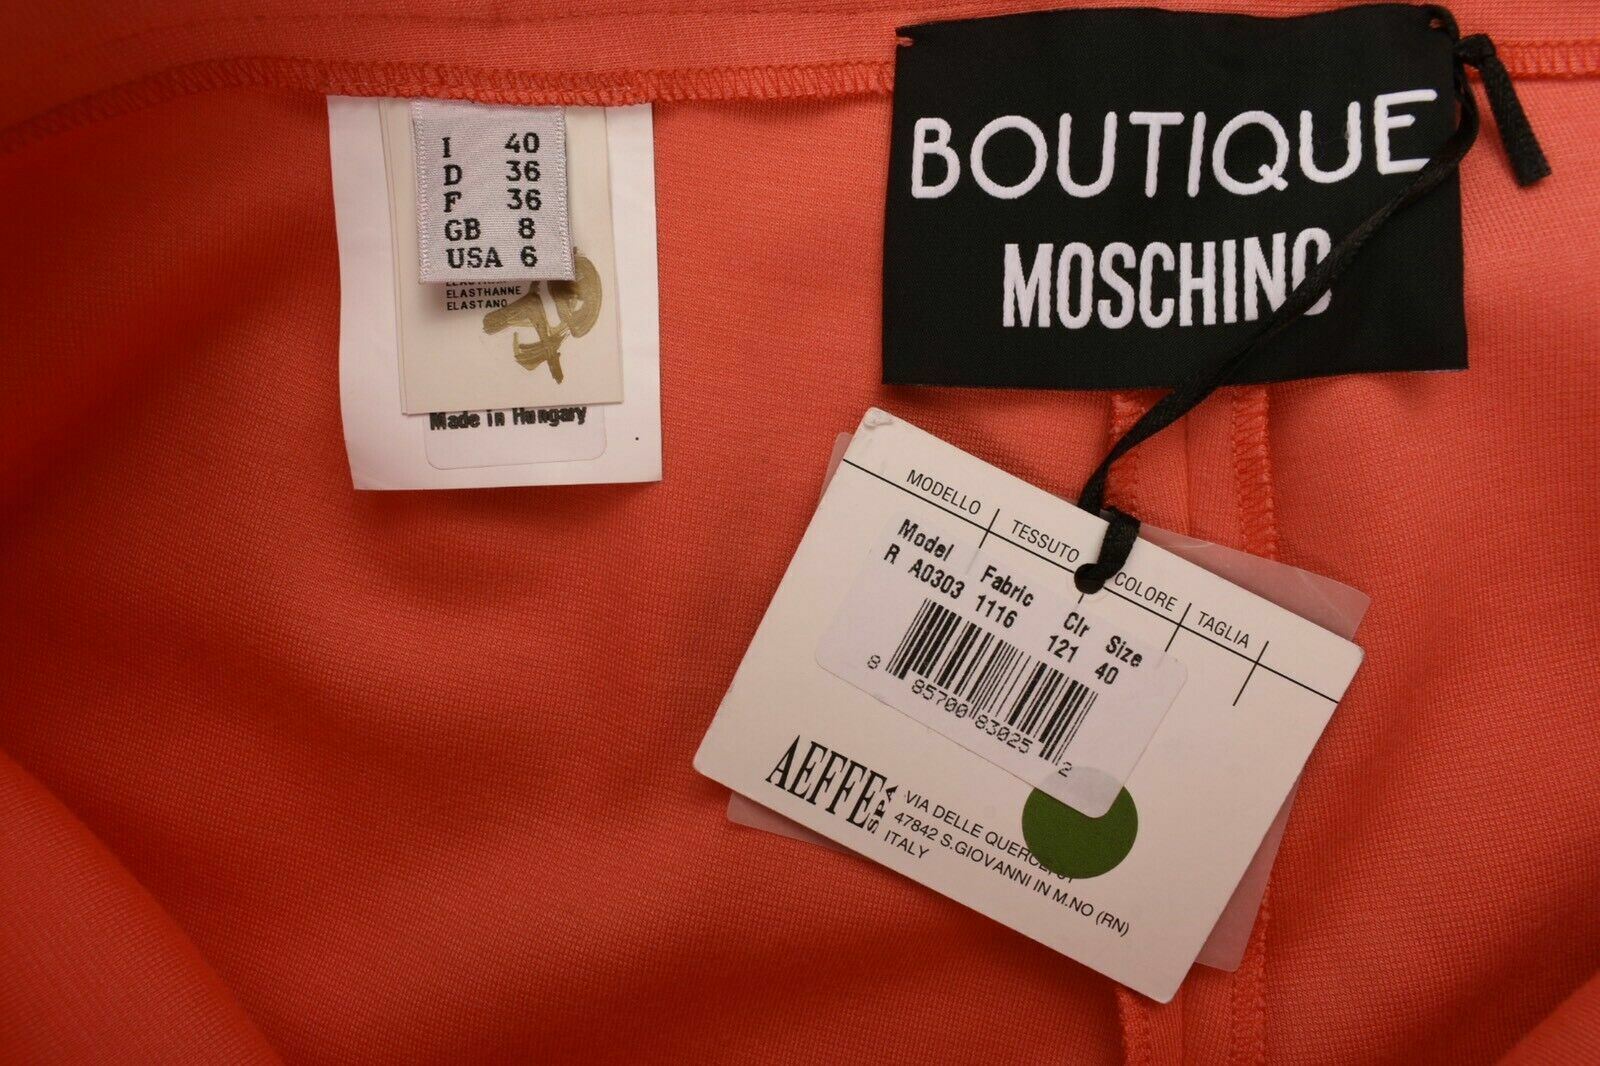 I 40
D 36
F 36
GB 8
USA 6
ELASTHANNE
ELASTANO
Made in Hungary
BOUTIQUE
MOSCHINO
MODELLO TESSUTO COLORE TAGLIA
Model Fabric Clr Size
R A0303 1116 121 40
8 85700 83025 2
AEFFE SPA
VIA DELLE QUERCE,
47842 S.GIOVANNI IN M.NO (RN)
ITALY